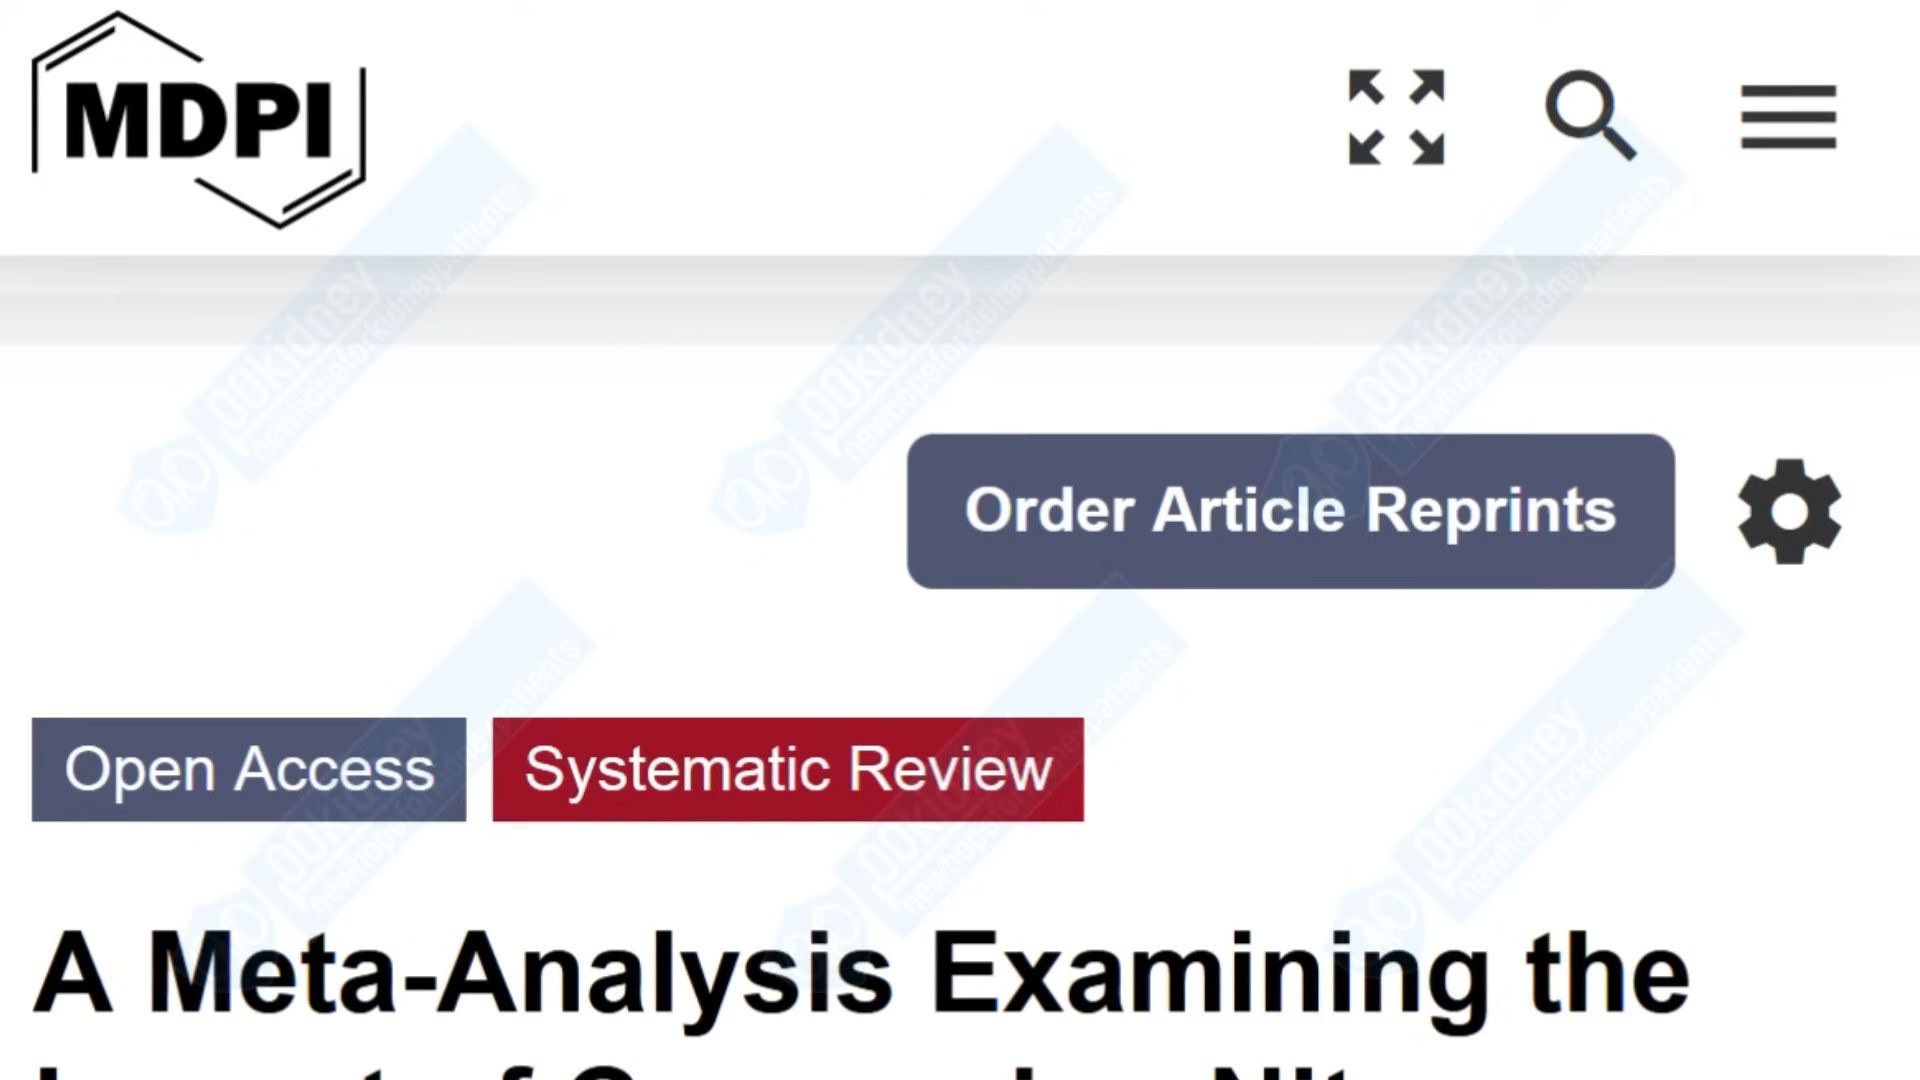 MDPI
Order Article Reprints
Open Access
Systematic Review
A Meta-Analysis Examining the